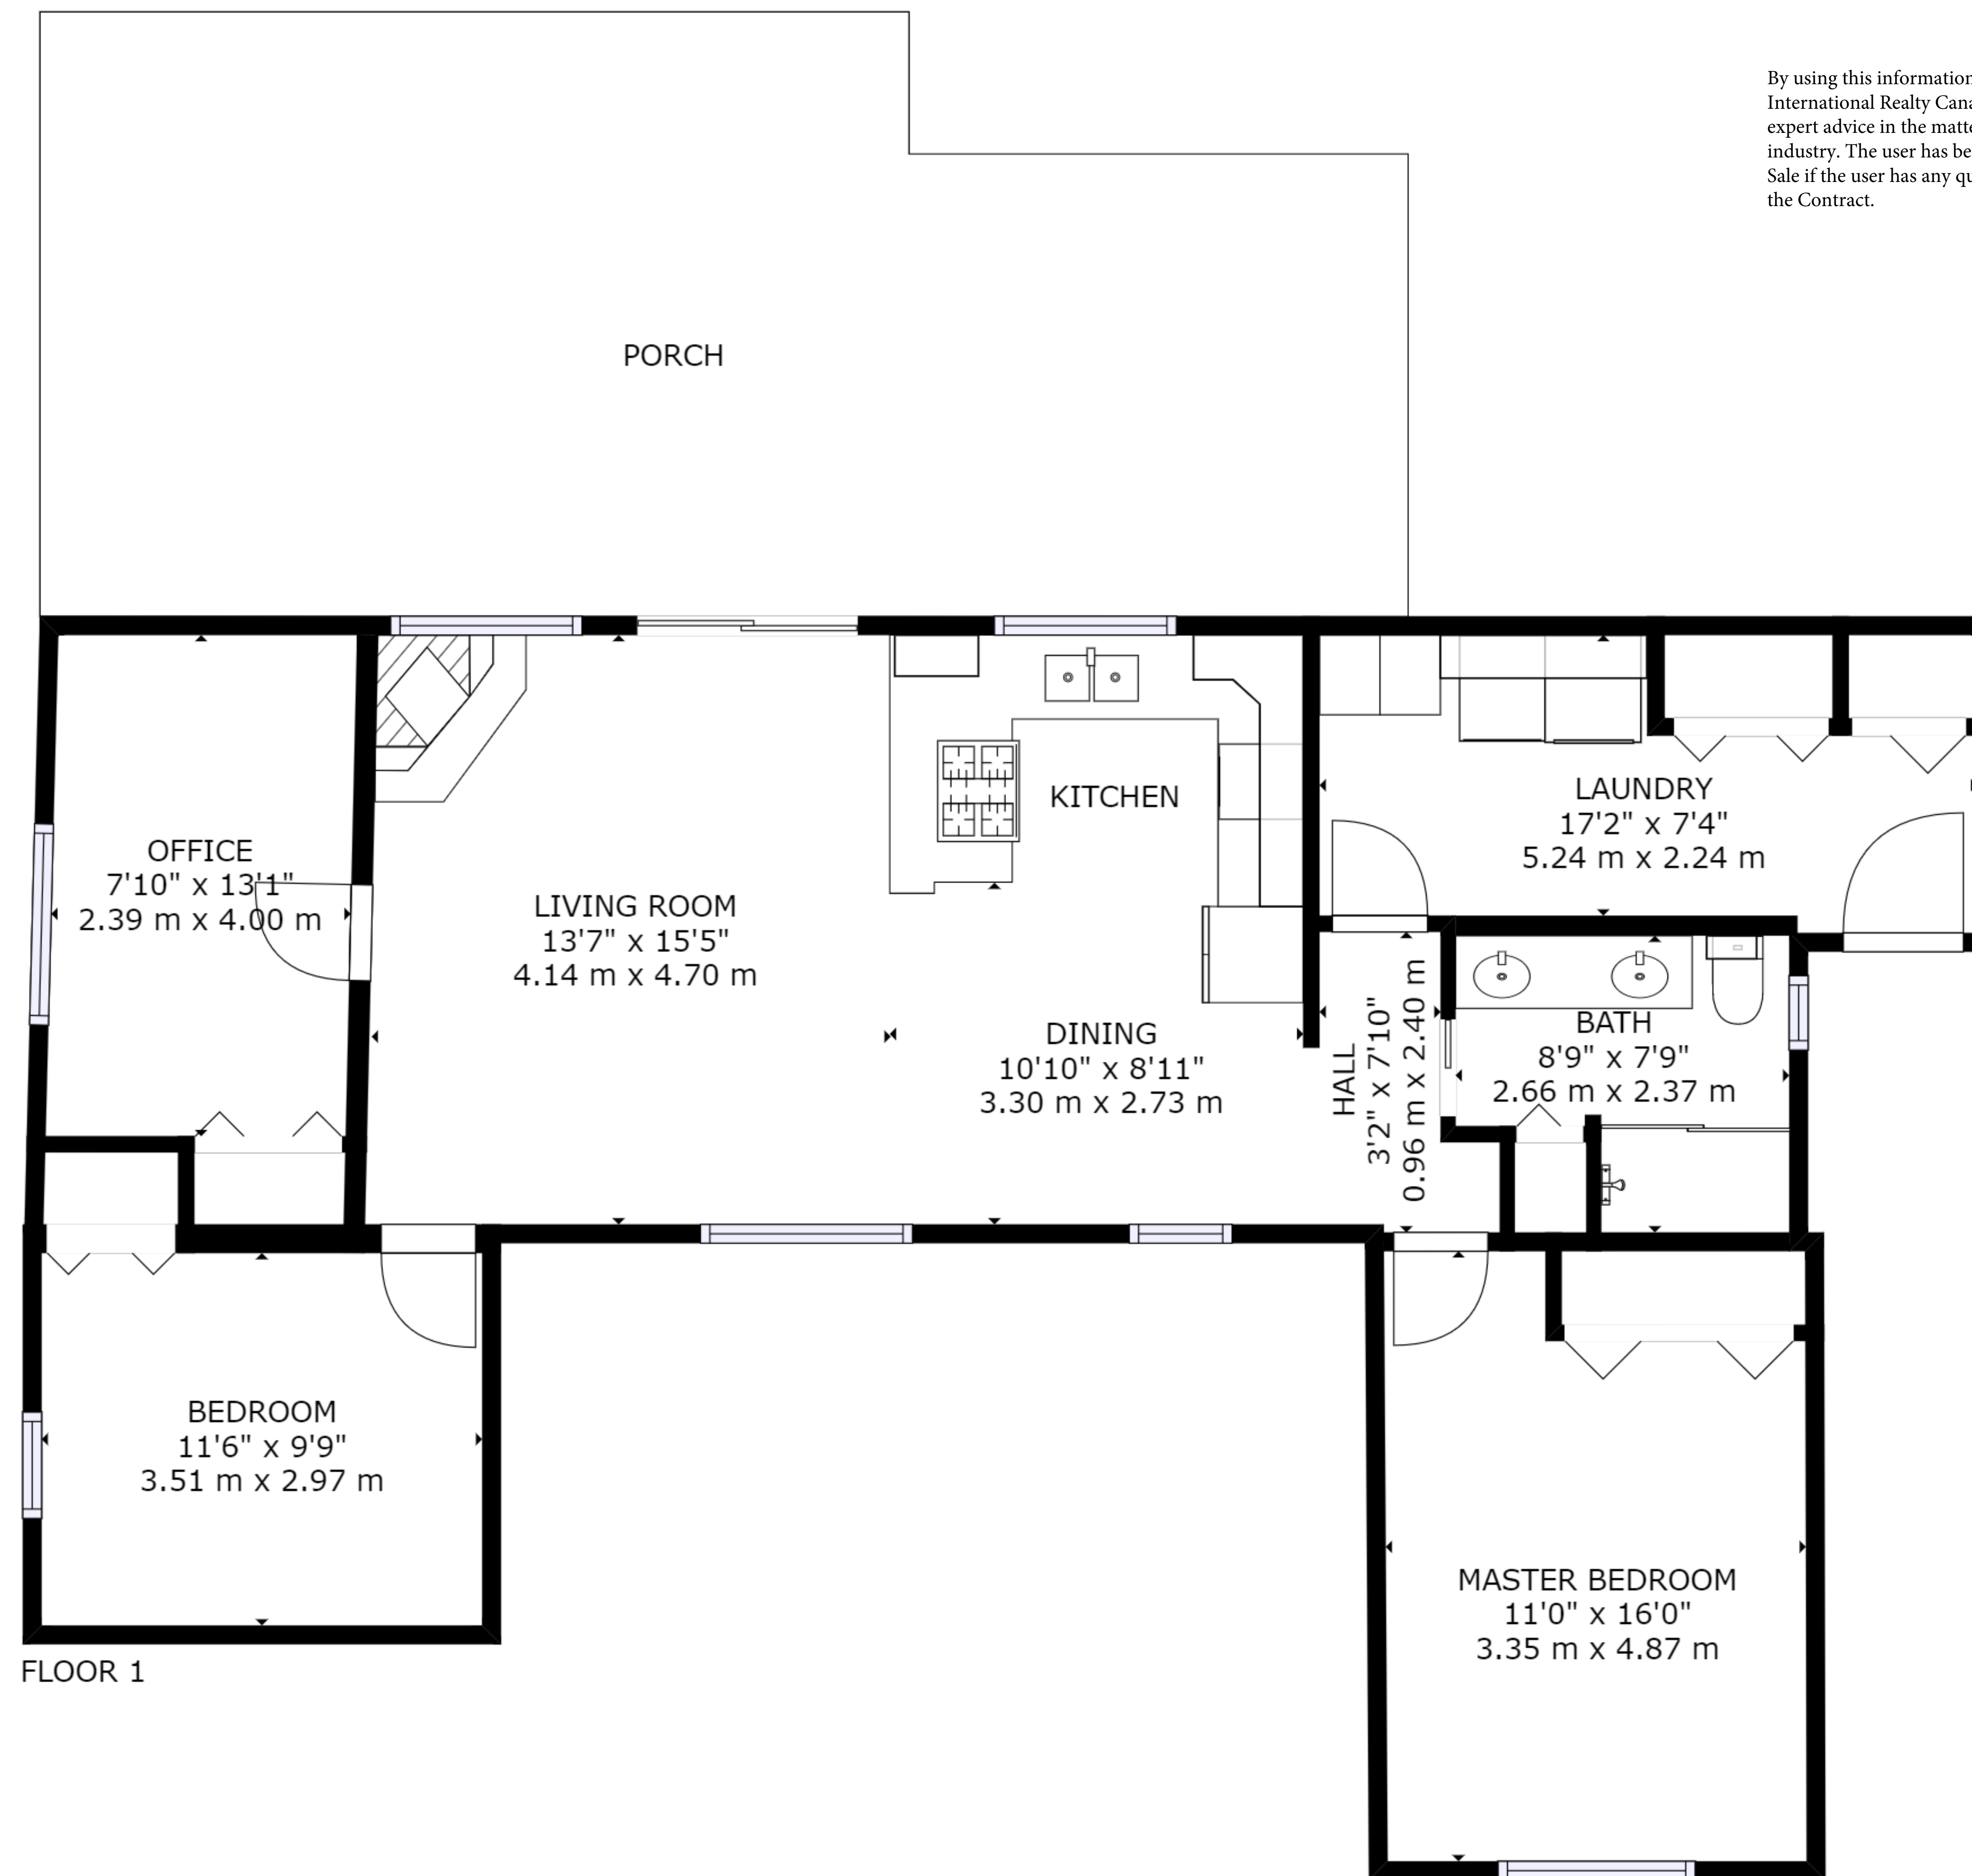 By using this information
International Realty
expert advice in the
industry. The user has
Sale if the user has any
the Contract.
PORCH
OFFICE
7'10" x 13'1"
2.39 m x 4.00 m
LIVING ROOM
13'7" x 15'5"
4.14 m x 4.70 m
KITCHEN
DINING
10'10" x 8'11"
3.30 m x 2.73 m
LAUNDRY
17'2" x 7'4"
5.24 m x 2.24 m
HALL
3'2" x 7'10"
0.96 m x 2.40 m
BATH
8'9" x 7'9"
2.66 m x 2.37 m
BEDROOM
11'6" x 9'9"
3.51 m x 2.97 m
MASTER BEDROOM
11'0" x 16'0"
3.35 m x 4.87 m
FLOOR 1